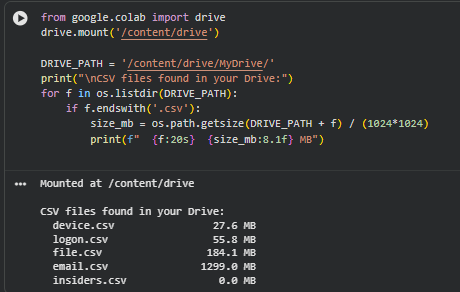 from google.colab import drive
drive.mount('/content/drive')

DRIVE_PATH = '/content/drive/MyDrive/'
print("\nCSV files found in your Drive:")
for f in os.listdir(DRIVE_PATH):
    if f.endswith('.csv'):
        size_mb = os.path.getsize(DRIVE_PATH + f) / (1024*1024)
        print(f"  {f:20s}  {size_mb:8.1f} MB")

Mounted at /content/drive

CSV files found in your Drive:
  device.csv                27.6 MB
  logon.csv                 55.8 MB
  file.csv                 184.1 MB
  email.csv               1299.0 MB
  insiders.csv               0.0 MB